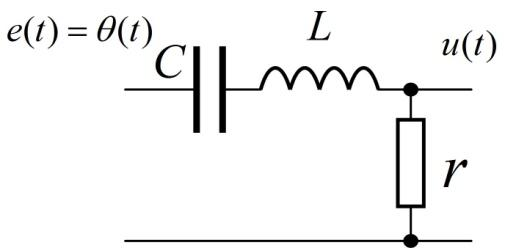 e(t) = θ(t)
C
L
u(t)
r